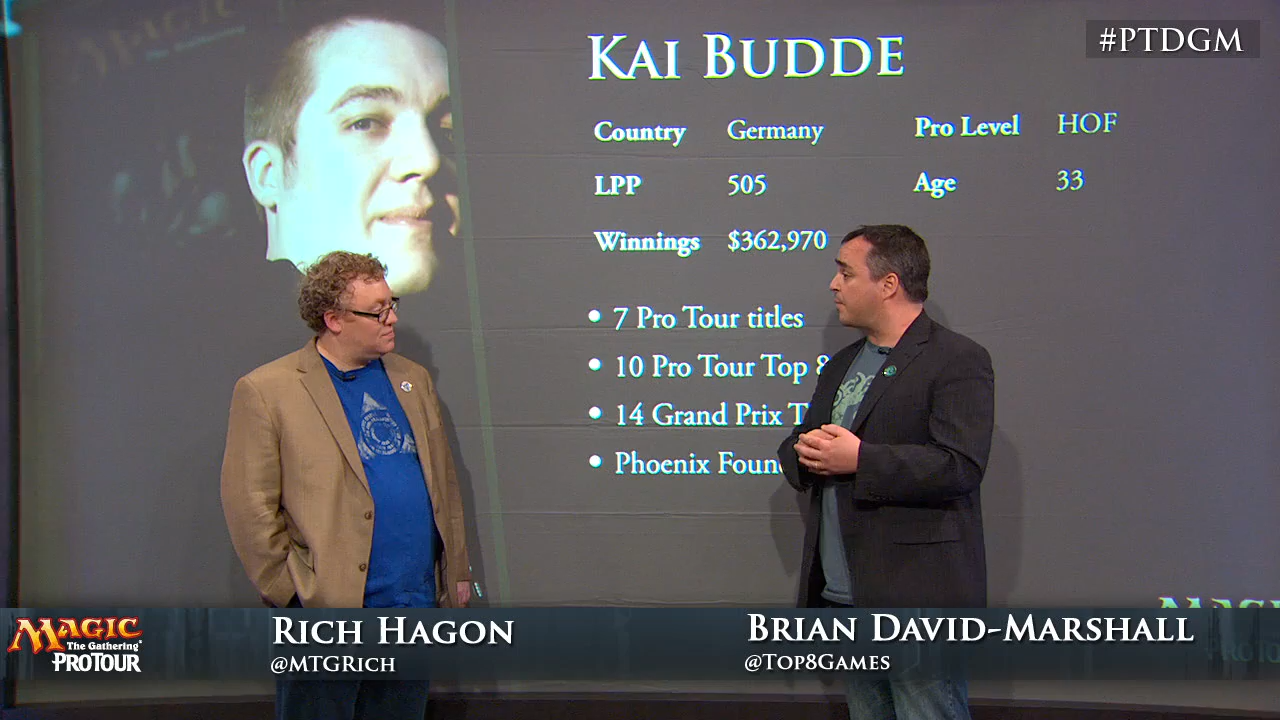 #PTDGM
KAI BUDDE
Country Germany Pro Level HOF
LPP 505 Age 33
Winnings $362,970
• 7 Pro Tour titles
• 10 Pro Tour Top 8
• 14 Grand Prix
• Phoenix
MAGIC
The Gathering
PROTOUR
RICH HAGON
@MTGRICH
BRIAN DAVID-MARSHALL
@TOP8GAMES